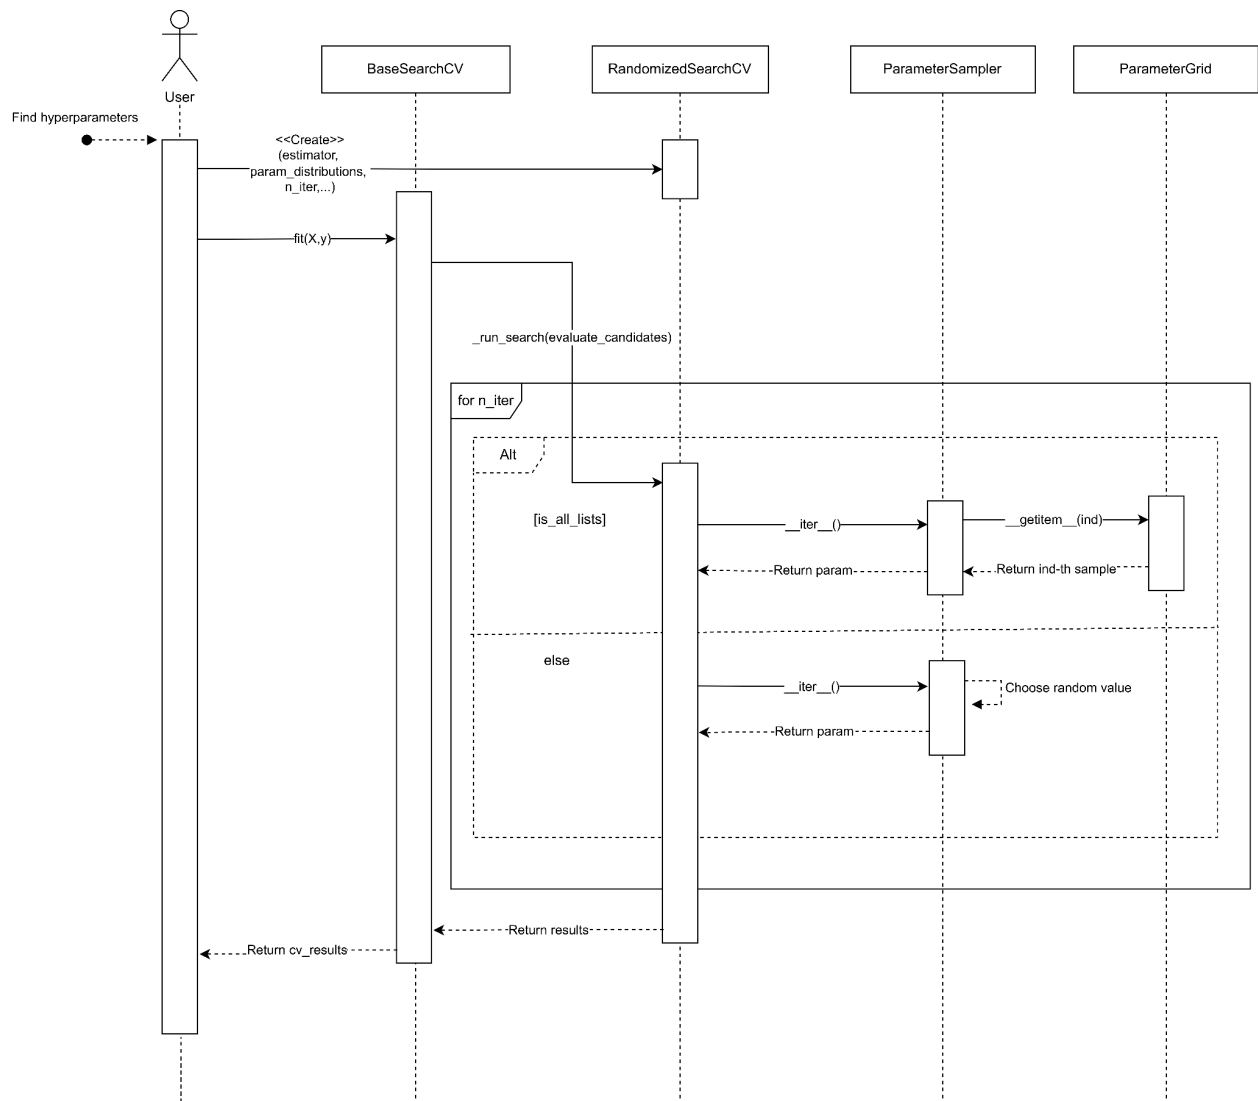 User
BaseSearchCV
RandomizedSearchCV
ParameterSampler
ParameterGrid
Find hyperparameters
<<Create>>
(estimator,
param_distributions,
n_iter,...)
fit(X,y)
_run_search(evaluate_candidates)
for n_iter
Alt
[is_all_lists]
__iter__()
__getitem__(ind)
Return param
Return ind-th sample
else
__iter__()
Choose random value
Return param
Return results
Return cv_results